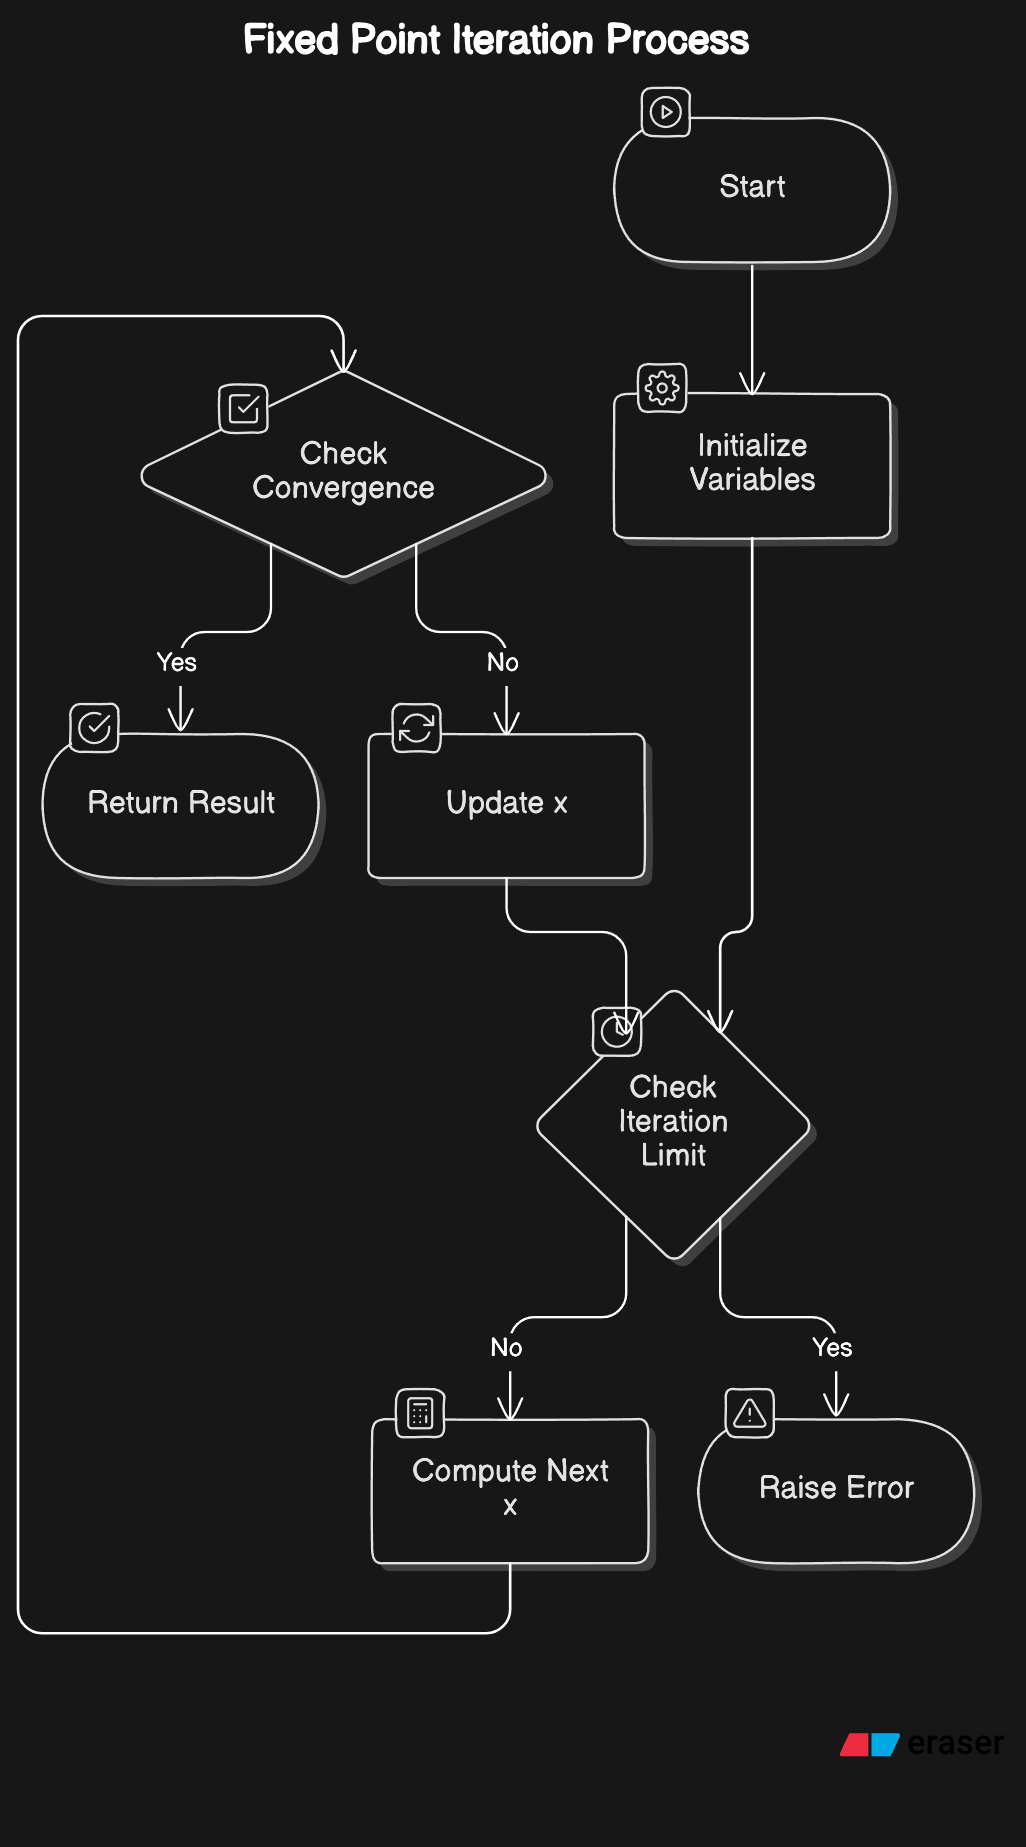 Fixed Point Iteration Process
Start
Initialize
Variables
Check
Convergence
Yes
No
Return Result
Update x
Check
Iteration
Limit
No
Yes
Compute Next
x
Raise Error
eraser